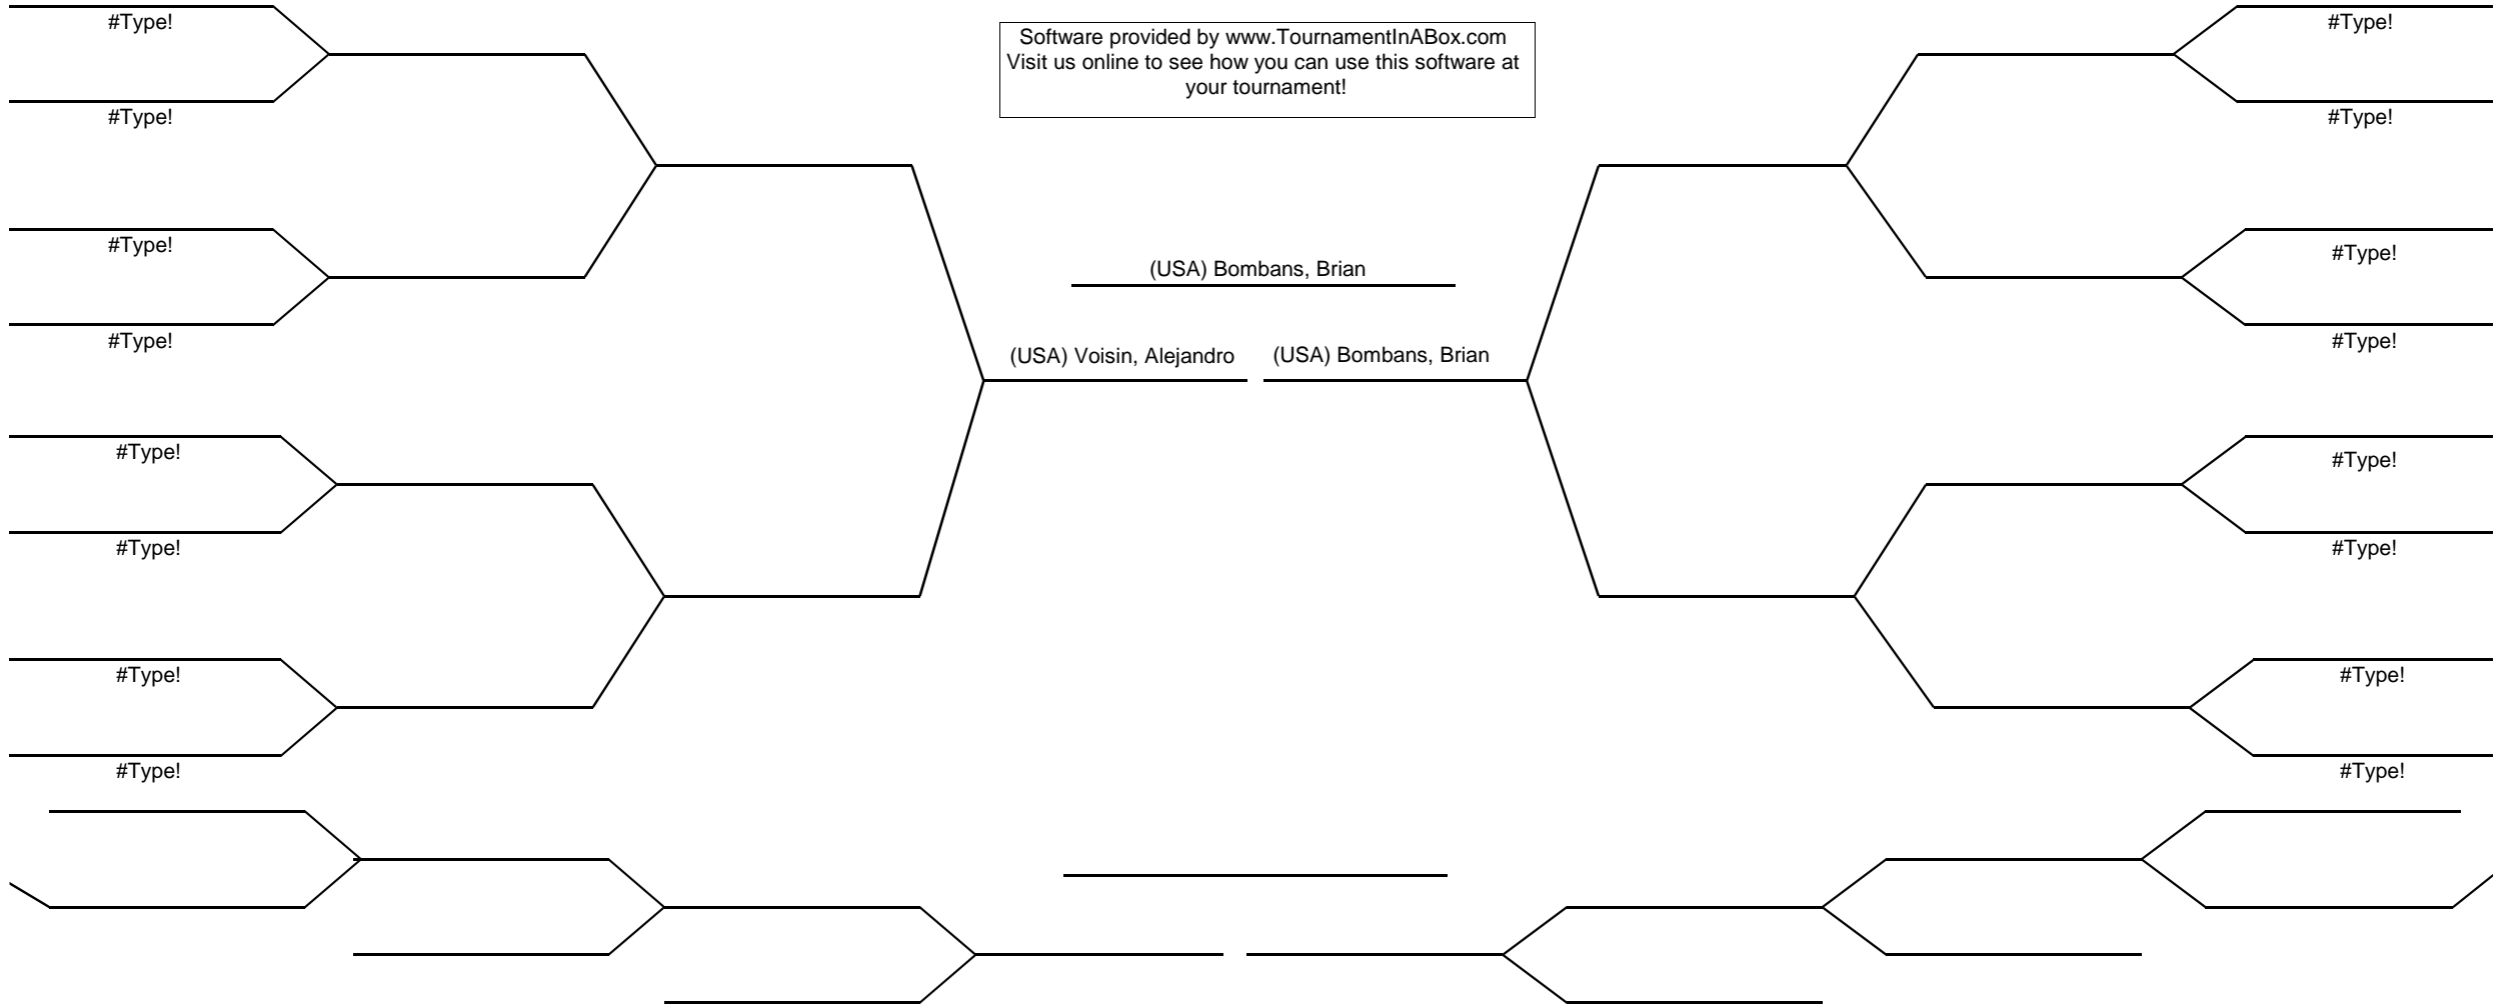 #Type!
#Type!
Software provided by www.TournamentInABox.com
Visit us online to see how you can use this software at
your tournament!
#Type!
#Type!
#Type!
#Type!
(USA) Bombans, Brian
#Type!
#Type!
(USA) Voisin, Alejandro
(USA) Bombans, Brian
#Type!
#Type!
#Type!
#Type!
#Type!
#Type!
#Type!
#Type!